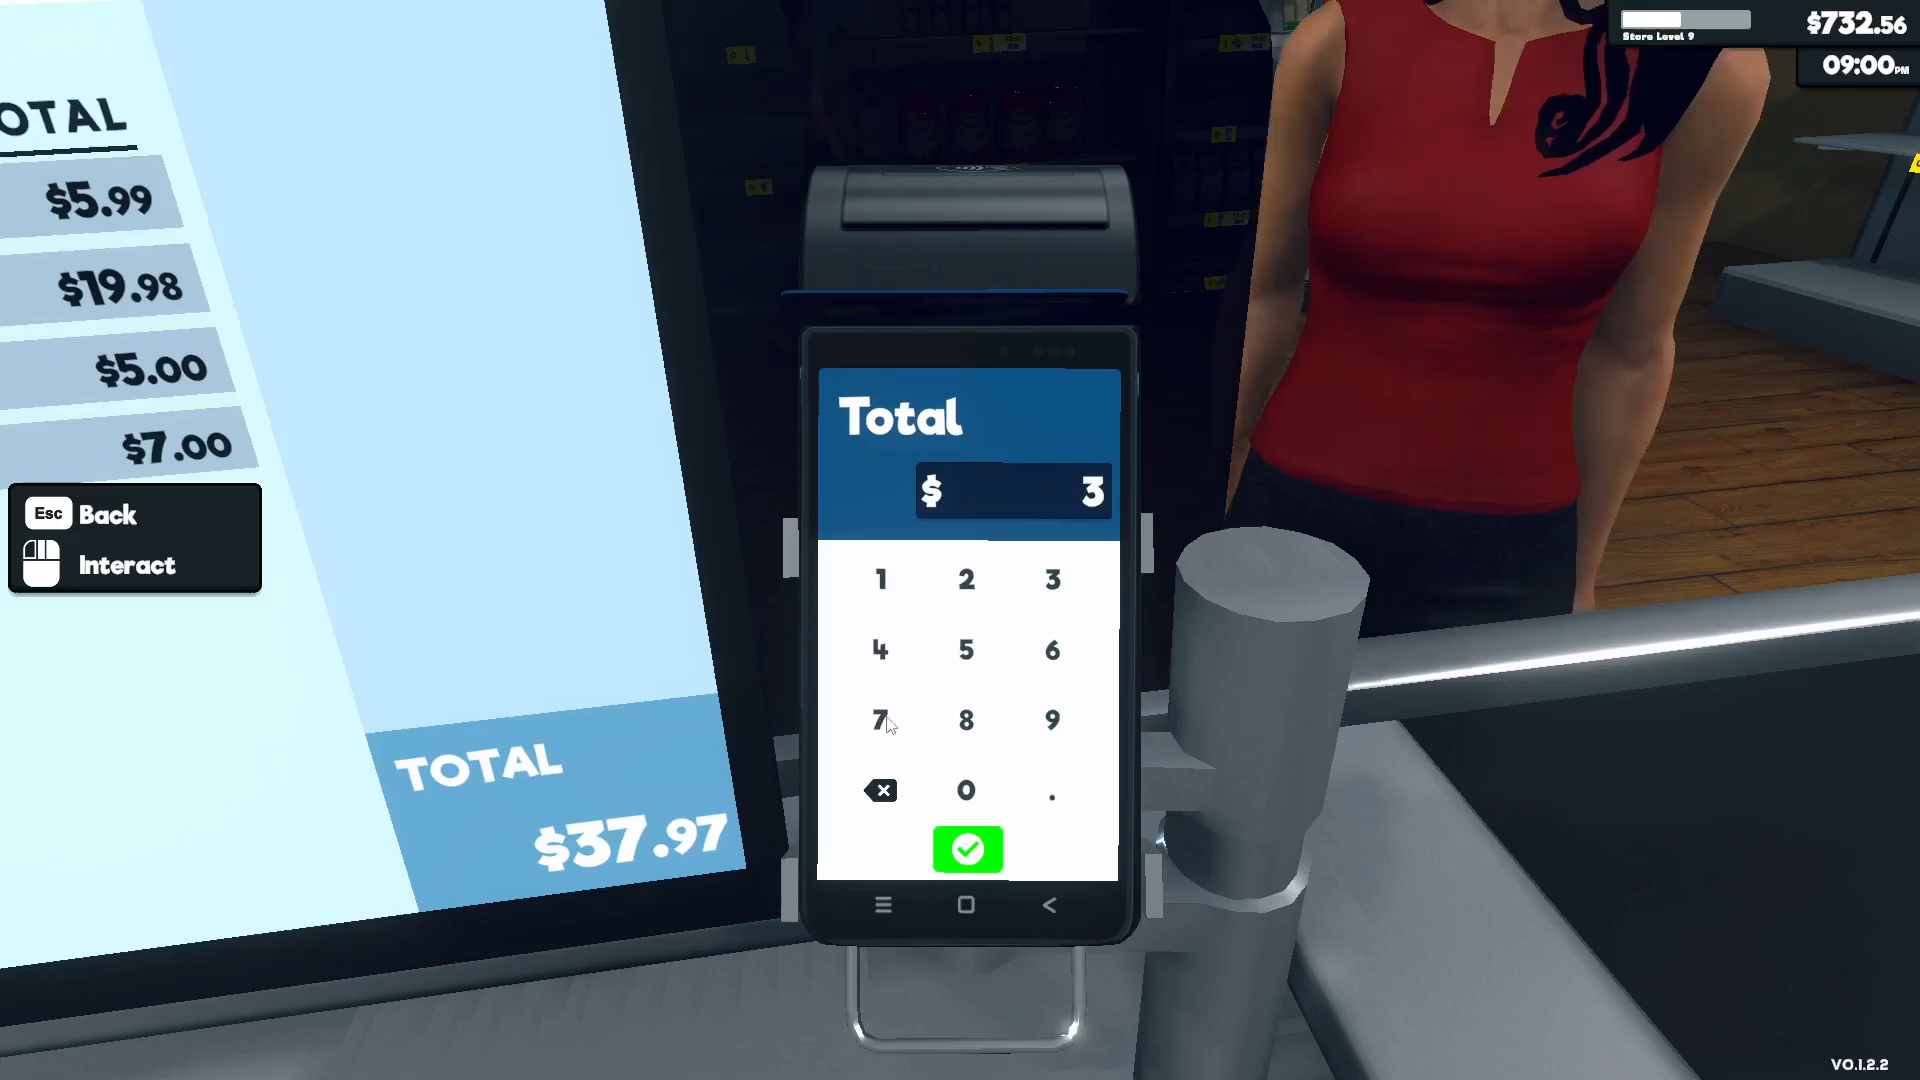 $732.56
Store Level 9
09:00PM
OTAL
$5.99
$19.98
$5.00
$7.00
Esc Back
Interact
TOTAL
$37.97
Total
$ 3
1 2 3
4 5 6
7 8 9
0 .
V0.1.2.2